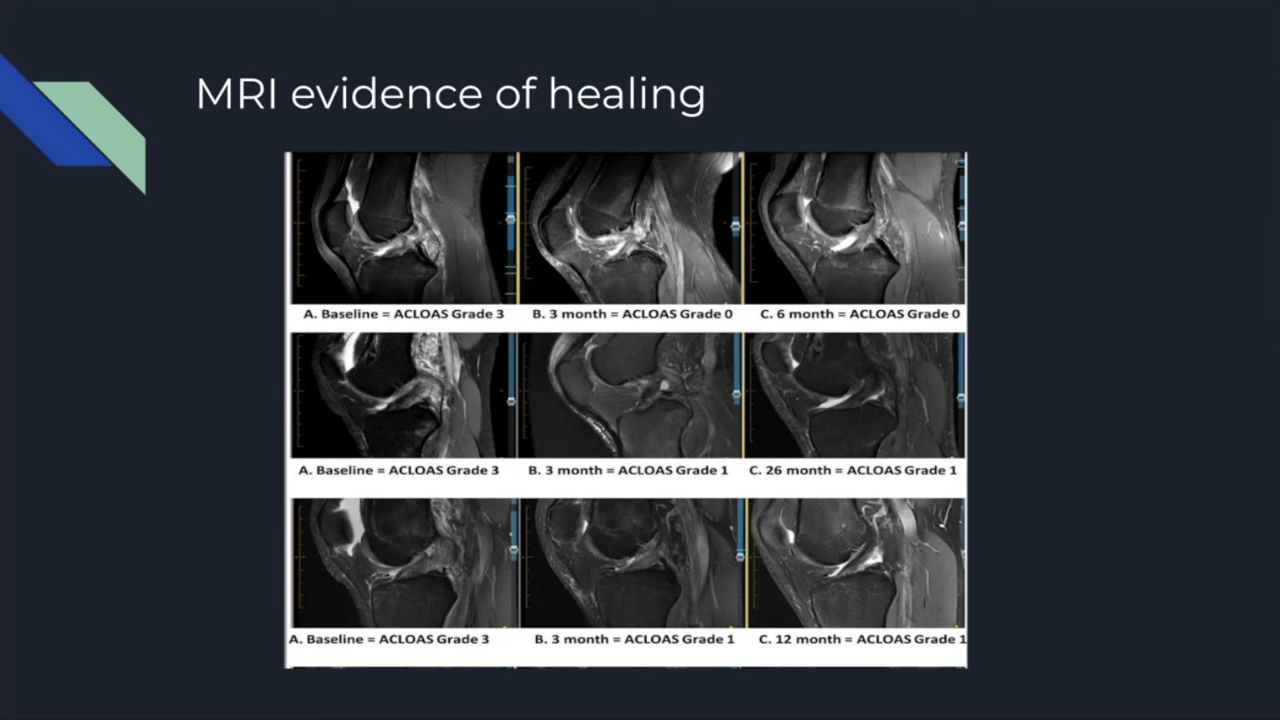 MRI evidence of healing
A. Baseline = ACLOAS Grade 3
B. 3 month = ACLOAS Grade 0
C. 6 month = ACLOAS Grade 0
A. Baseline = ACLOAS Grade 3
B. 3 month = ACLOAS Grade 1
C. 26 month = ACLOAS Grade 1
A. Baseline = ACLOAS Grade 3
B. 3 month = ACLOAS Grade 1
C. 12 month = ACLOAS Grade 1